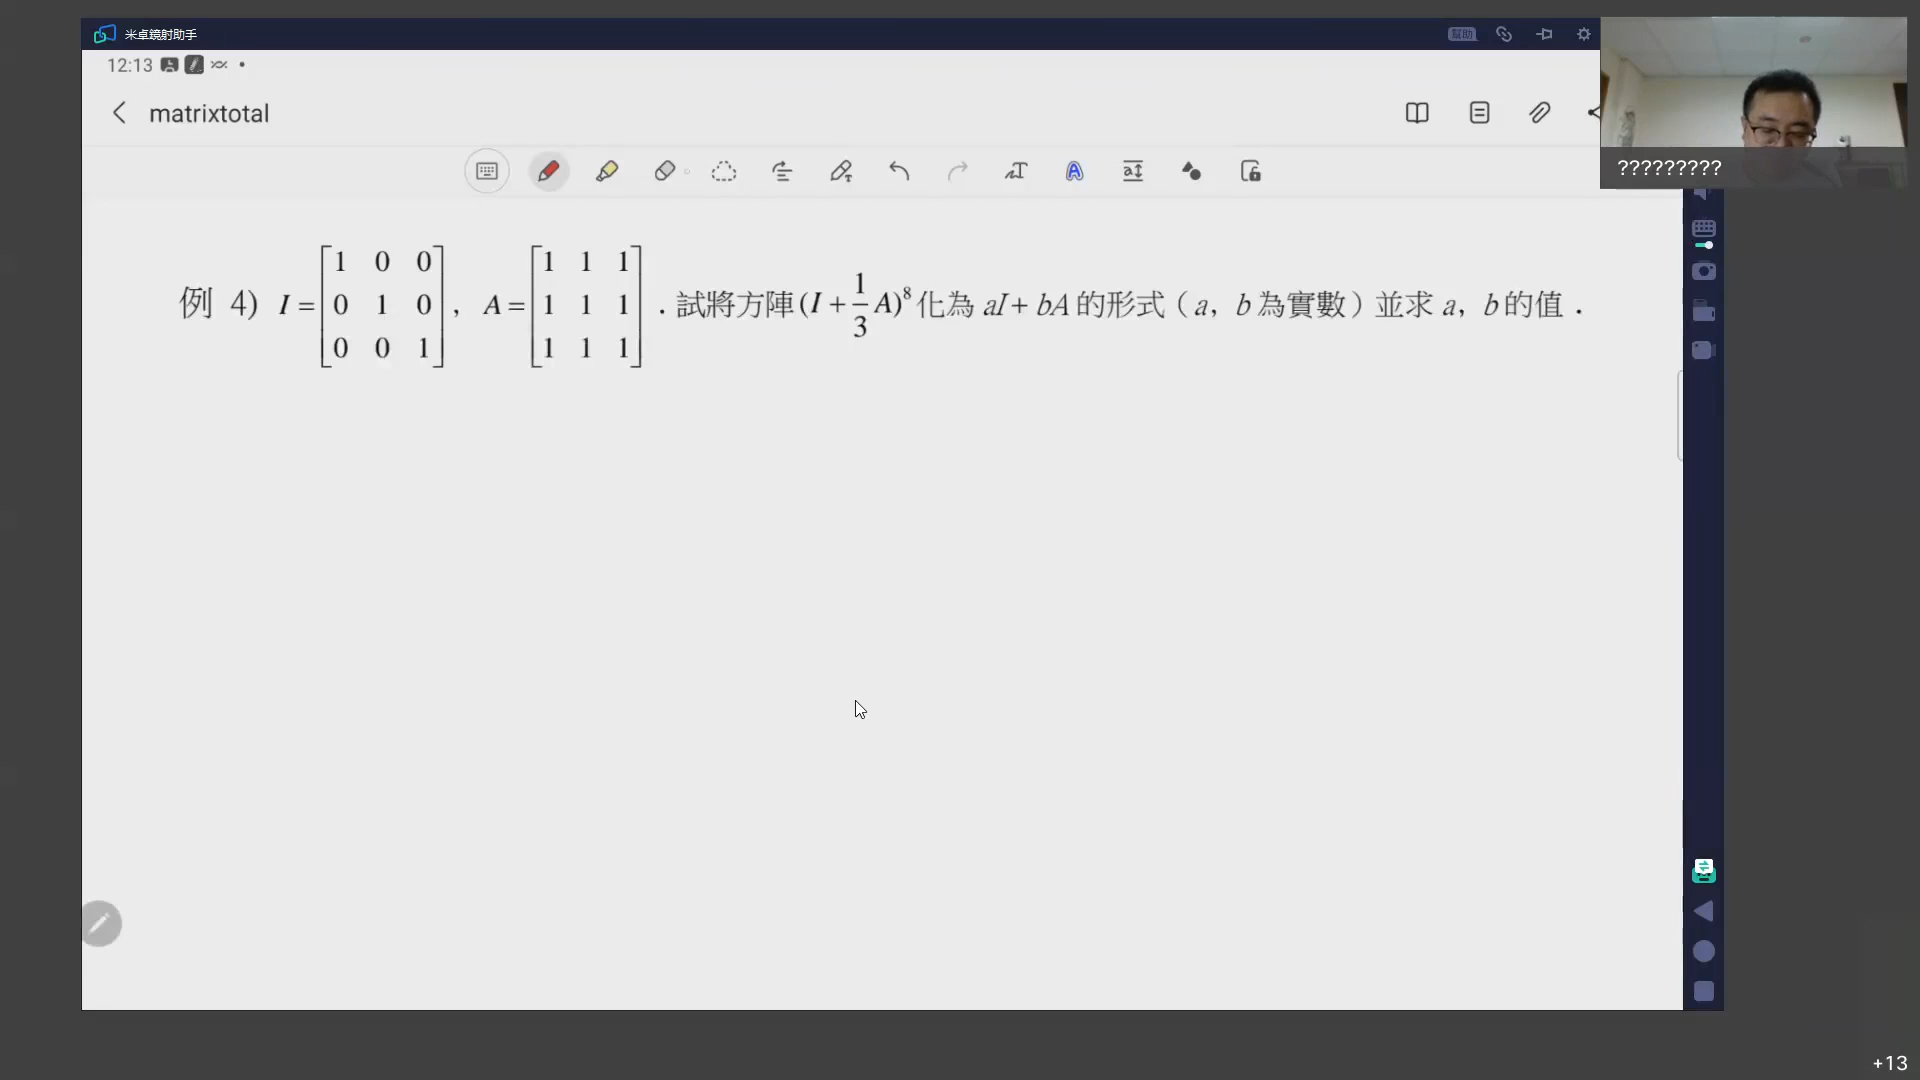 米卓鏡射助手
幫助
12:13
matrixtotal
?????????
例 4) I = [1 0 0; 0 1 0; 0 0 1], A = [1 1 1; 1 1 1; 1 1 1]．試將方陣(I + 1/3 A)⁸化為 aI + bA 的形式（a, b 為實數）並求 a, b 的值．
+13